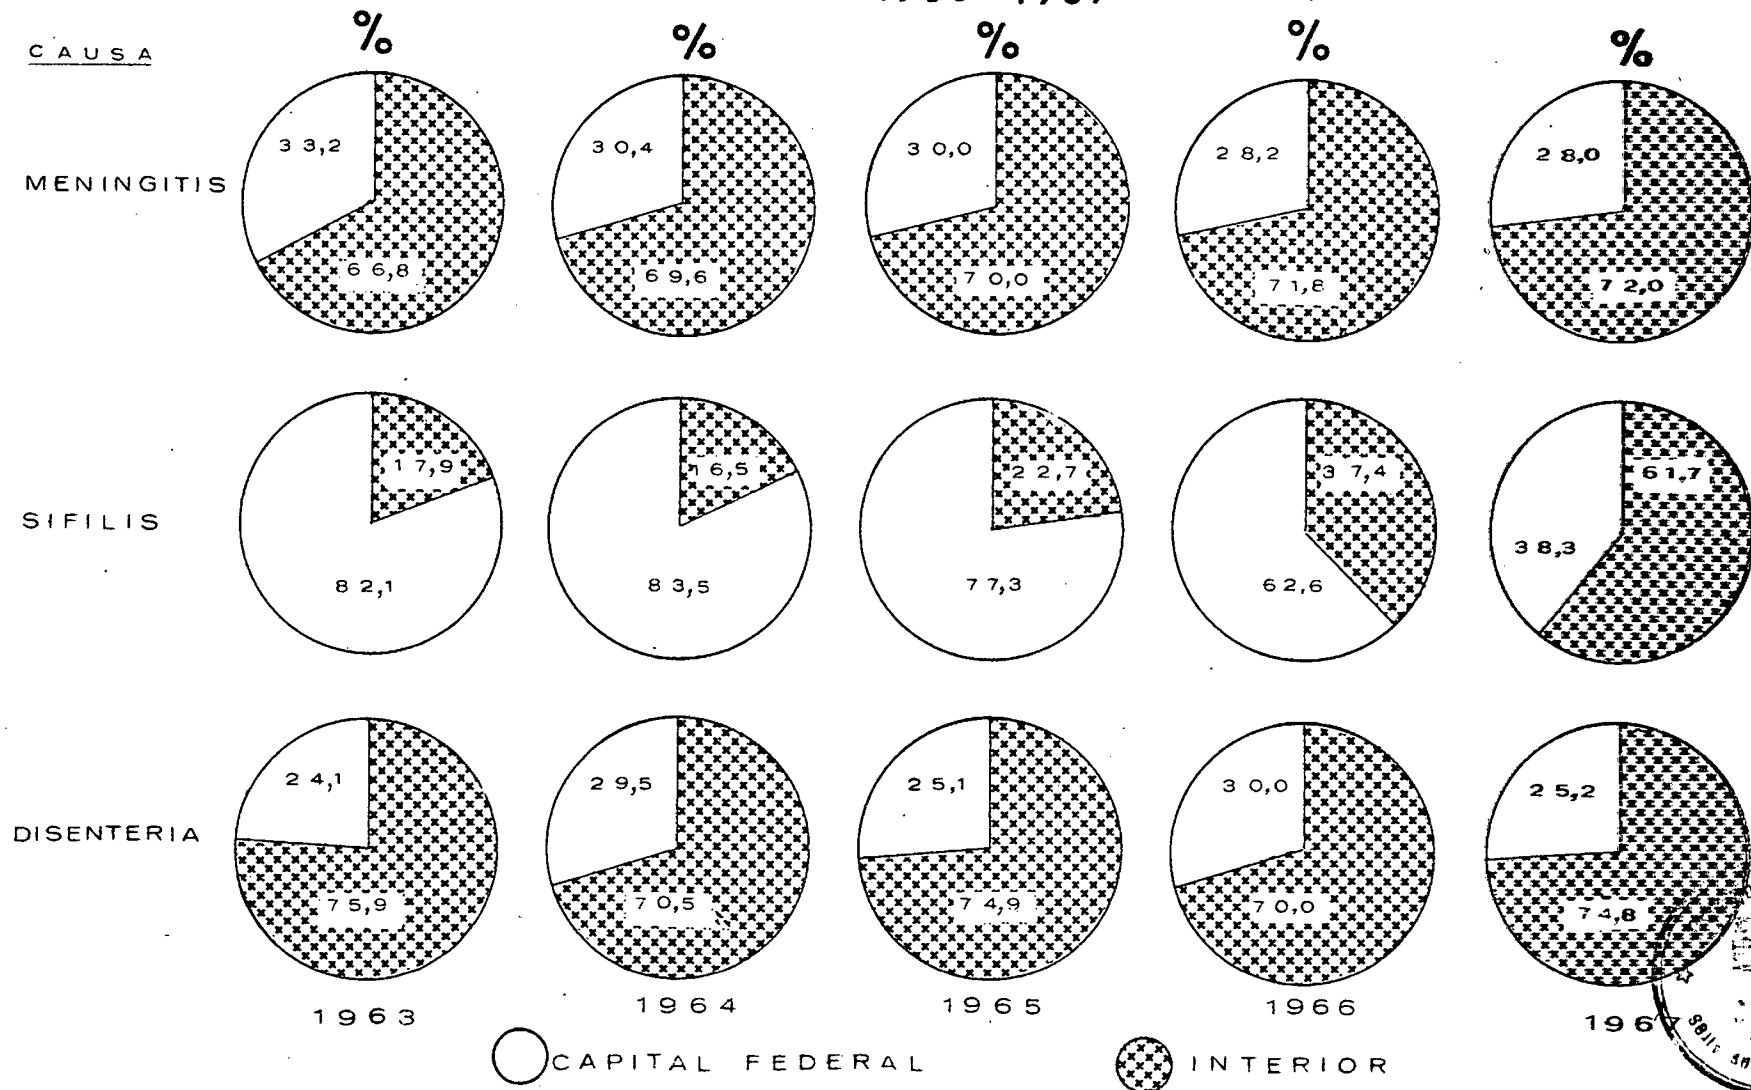 % % % % %
CAUSA
33,2 30,4 30,0 28,2 28,0
MENINGITIS
66,8 69,6 70,0 71,8 72,0
17,9 16,5 22,7 37,4 61,7
SIFILIS
38,3
82,1 83,5 77,3 62,6
24,1 29,5 25,1 30,0 25,2
DISENTERIA
75,9 70,5 74,9 70,0 74,8
1963 1964 1965 1966 1967
CAPITAL FEDERAL INTERIOR